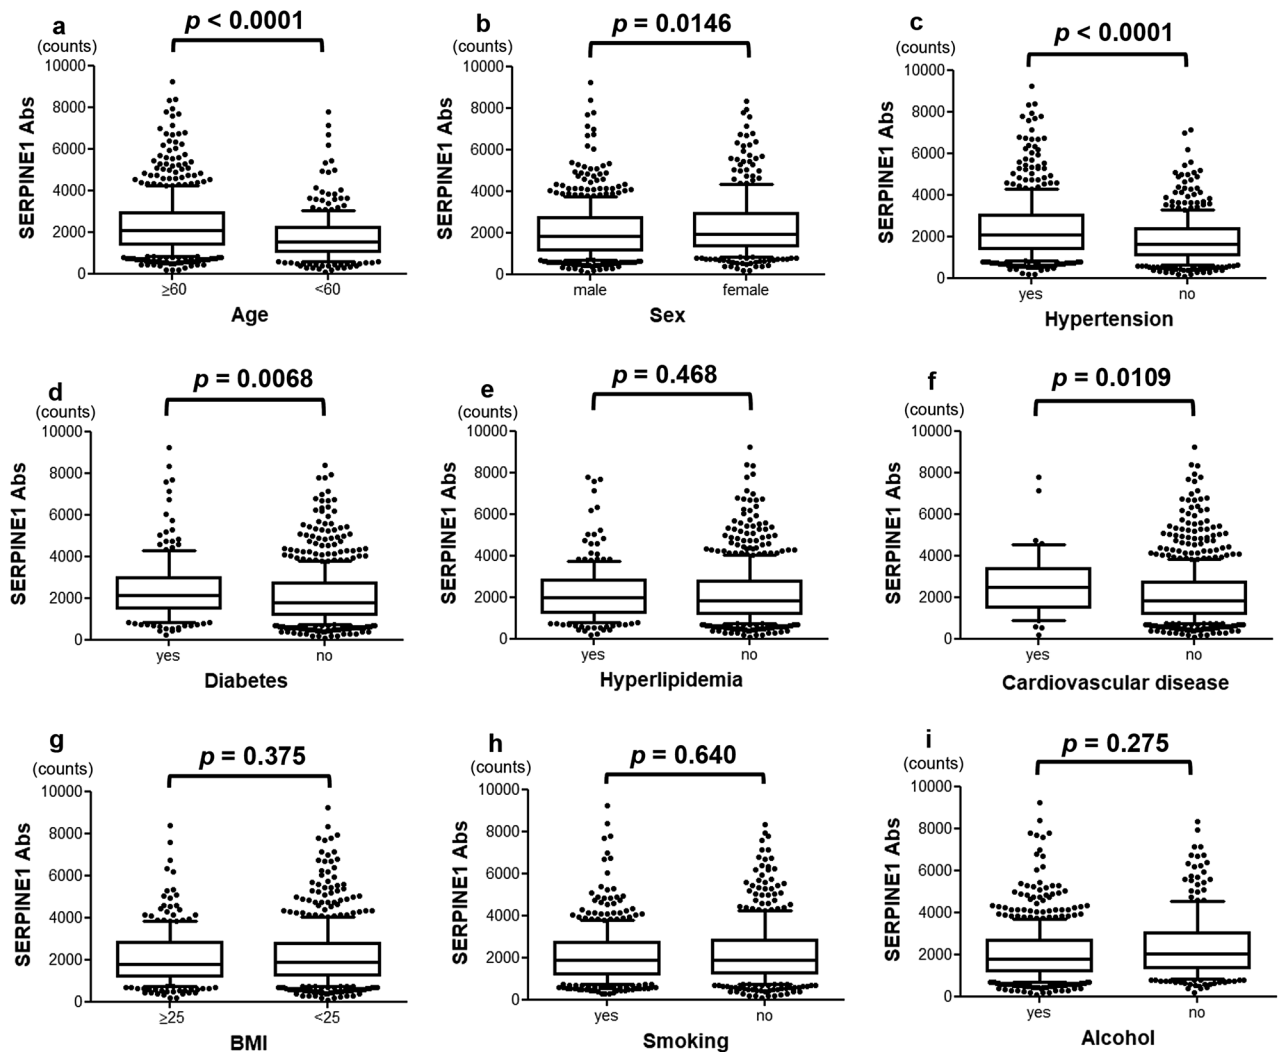 a
(counts)
p < 0.0001
SERPINE1 Abs
10000
8000
6000
4000
2000
0
≥60
<60
Age
b
(counts)
p = 0.0146
SERPINE1 Abs
10000
8000
6000
4000
2000
0
male
female
Sex
c
(counts)
p < 0.0001
SERPINE1 Abs
10000
8000
6000
4000
2000
0
yes
no
Hypertension
d
(counts)
p = 0.0068
SERPINE1 Abs
10000
8000
6000
4000
2000
0
yes
no
Diabetes
e
(counts)
p = 0.468
SERPINE1 Abs
10000
8000
6000
4000
2000
0
yes
no
Hyperlipidemia
f
(counts)
p = 0.0109
SERPINE1 Abs
10000
8000
6000
4000
2000
0
yes
no
Cardiovascular disease
g
(counts)
p = 0.375
SERPINE1 Abs
10000
8000
6000
4000
2000
0
≥25
<25
BMI
h
(counts)
p = 0.640
SERPINE1 Abs
10000
8000
6000
4000
2000
0
yes
no
Smoking
i
(counts)
p = 0.275
SERPINE1 Abs
10000
8000
6000
4000
2000
0
yes
no
Alcohol